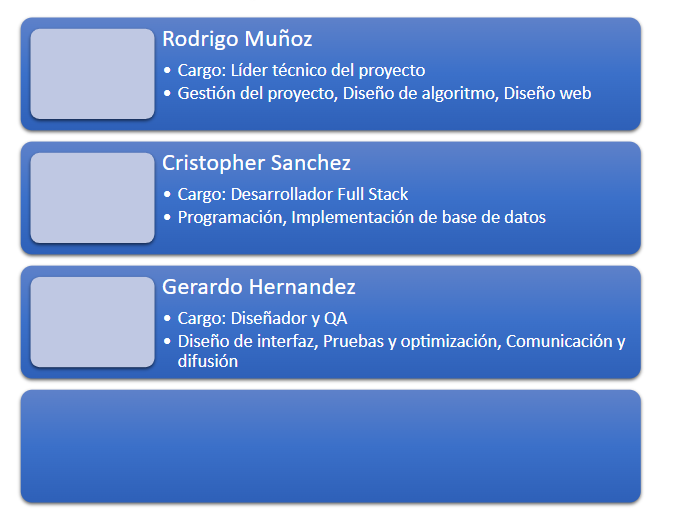 Rodrigo Muñoz
• Cargo: Líder técnico del proyecto
• Gestión del proyecto, Diseño de algoritmo, Diseño web
Cristopher Sanchez
• Cargo: Desarrollador Full Stack
• Programación, Implementación de base de datos
Gerardo Hernandez
• Cargo: Diseñador y QA
• Diseño de interfaz, Pruebas y optimización, Comunicación y
difusión